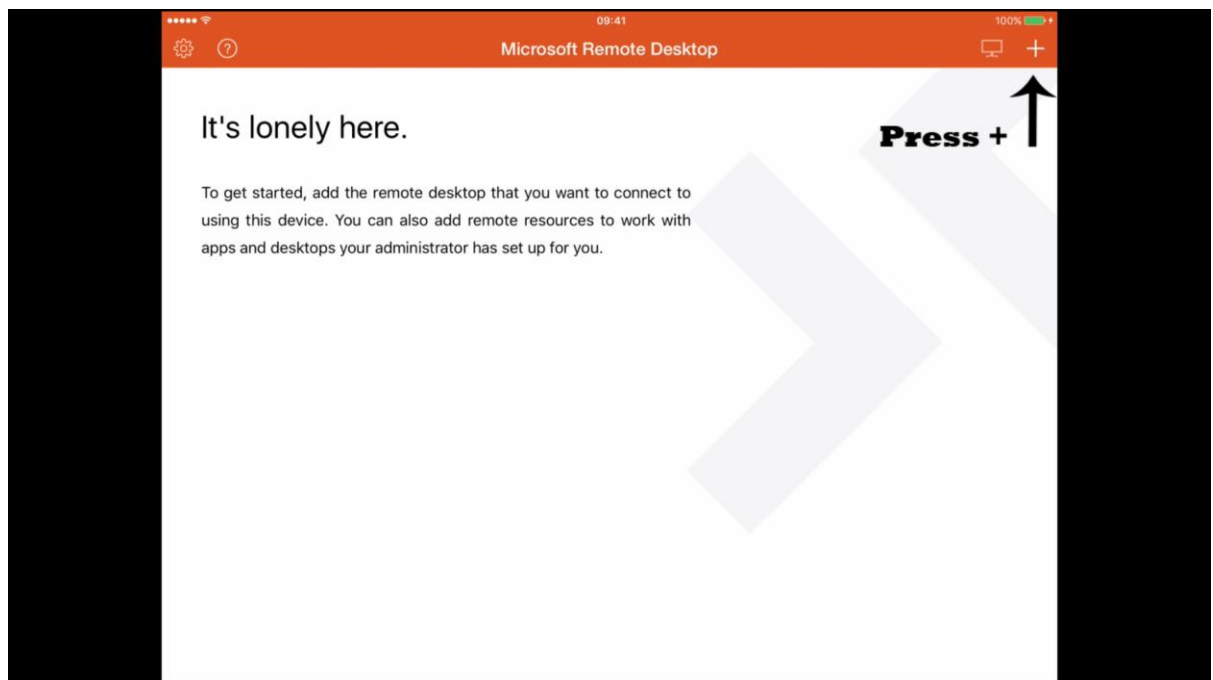 09:41
100%
Microsoft Remote Desktop
It's lonely here.
Press +
To get started, add the remote desktop that you want to connect to
using this device. You can also add remote resources to work with
apps and desktops your administrator has set up for you.